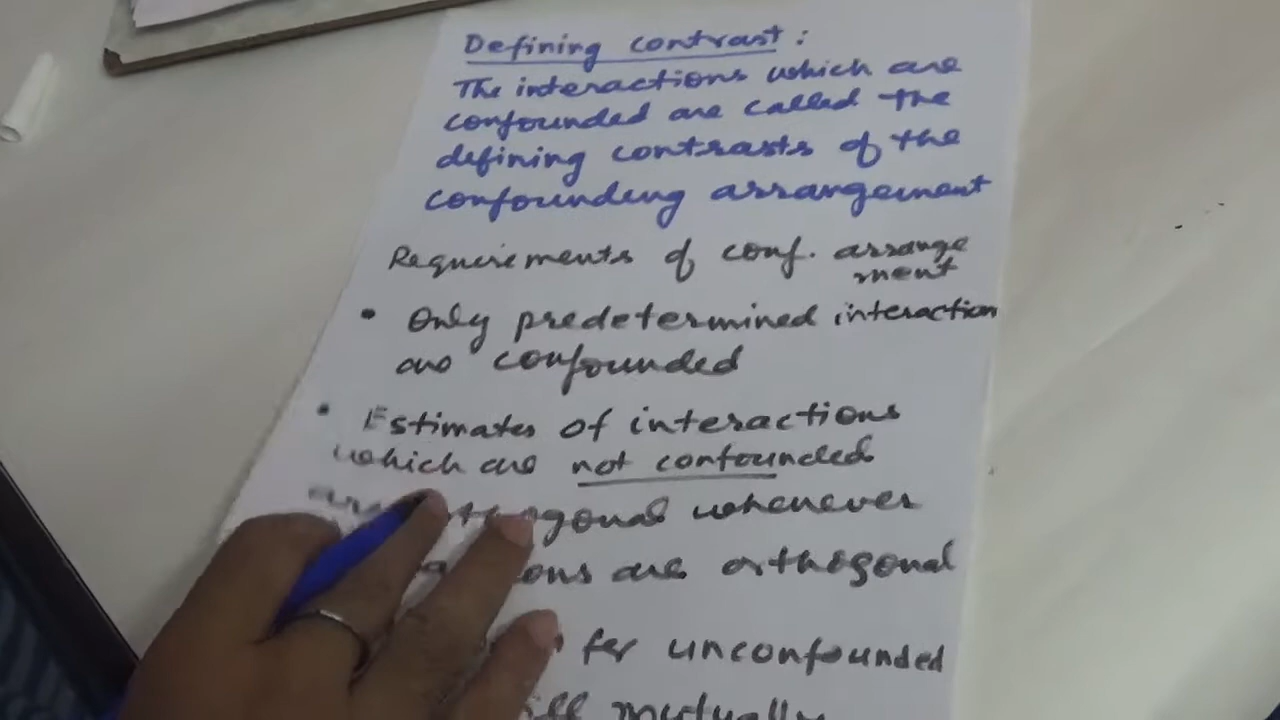 Defining contrast :
The interactions which are
confounded are called the
defining contrasts of the
confounding arrangement
Requirements of conf. arrange
ment
• Only predetermined interaction
are confounded
• Estimates of interactions
which are not confounded
orthogonal whenever
are orthogonal
for unconfounded
mutually